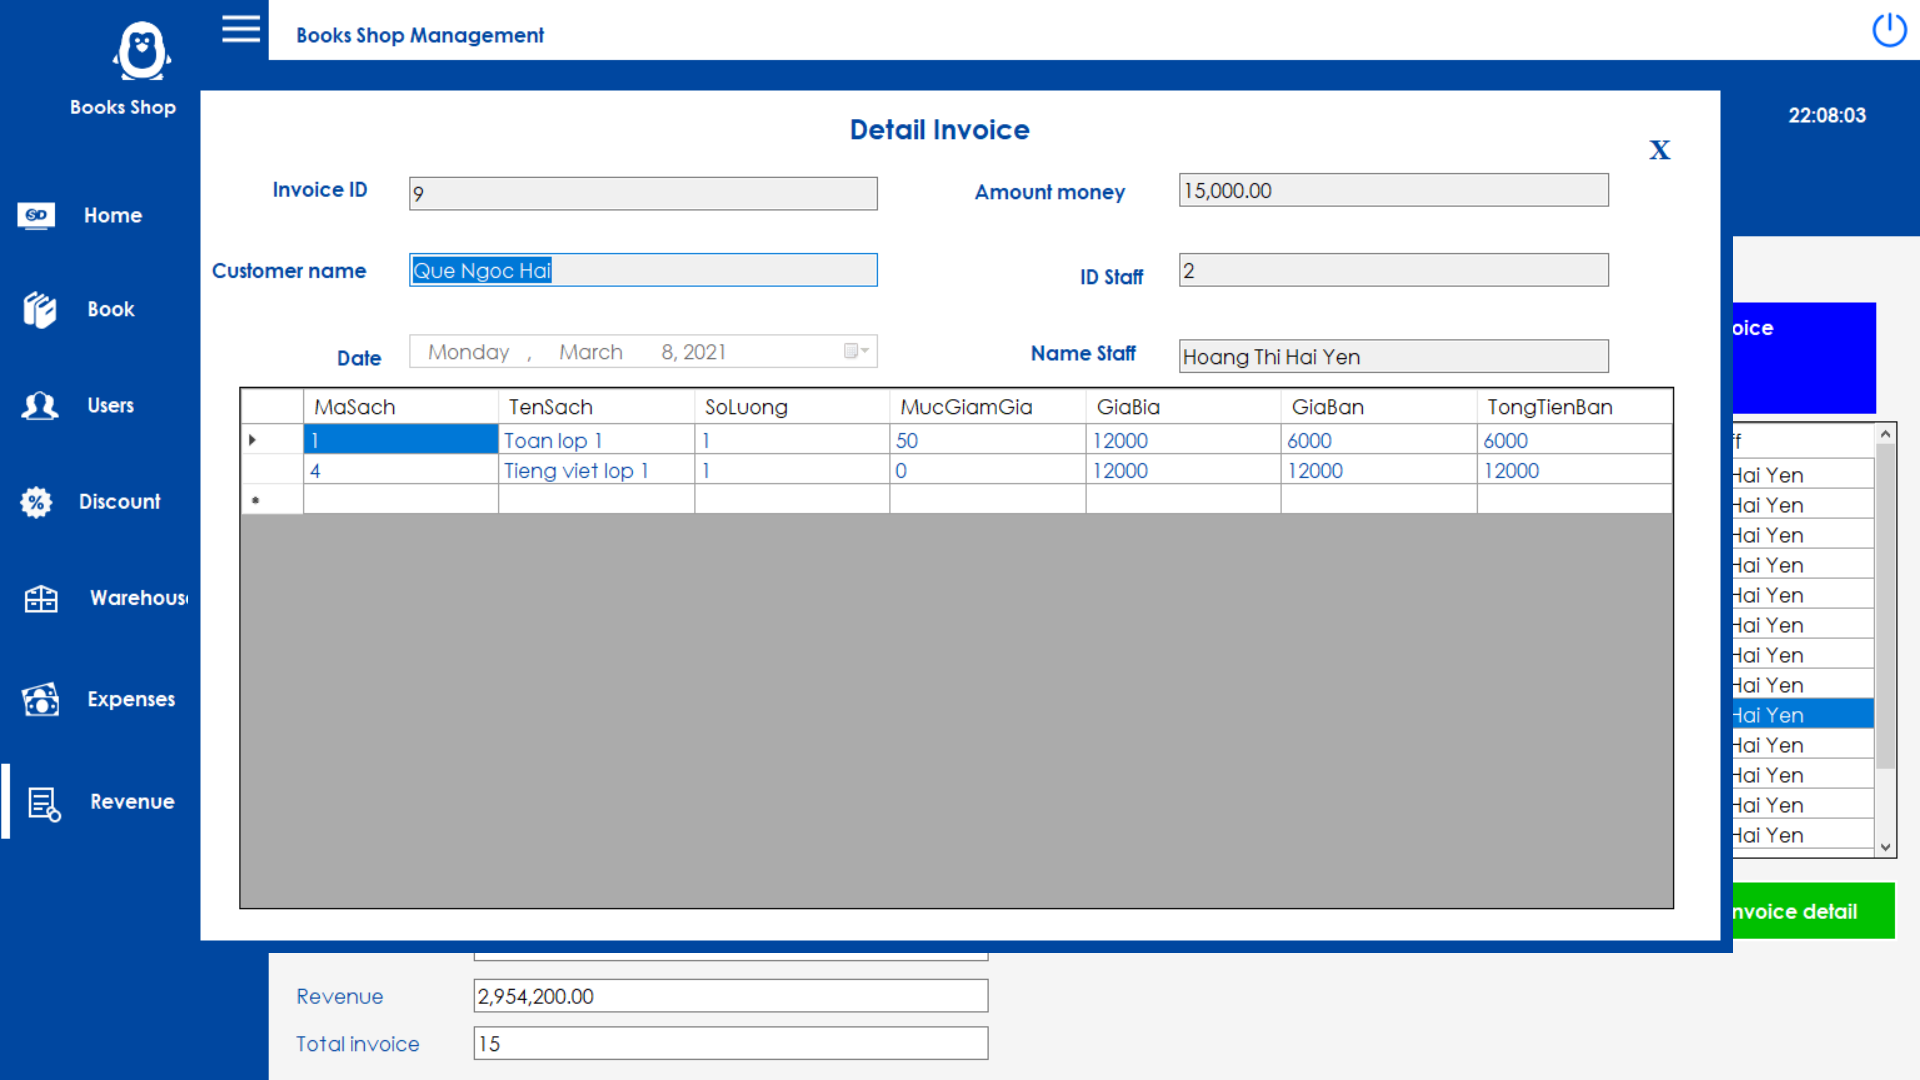 Books Shop Management
Books Shop
22:08:03
Home
Book
Users
Discount
Expenses
Revenue
Detail Invoice
X
Invoice ID
9
Amount money
15,000.00
Customer name
Que Ngoc Hai
ID Staff
2
Date
Monday , March 8, 2021
Name Staff
Hoang Thi Hai Yen
MaSach TenSach SoLuong MucGiamGia GiaBia GiaBan TongTienBan
1 Toan lop 1 1 50 12000 6000 6000
4 Tieng viet lop 1 1 0 12000 12000 12000
*
Hai Yen
Hai Yen
Hai Yen
Hai Yen
Hai Yen
Hai Yen
Hai Yen
Hai Yen
Hai Yen
Hai Yen
Hai Yen
Hai Yen
Hai Yen
detail
Revenue
2,954,200.00
Total invoice
15